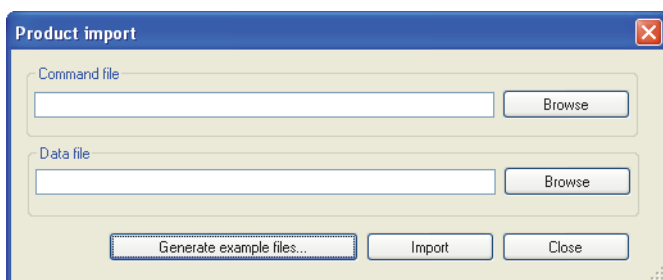 Product import
Command file
Browse
Data file
Browse
Generate example files... Import Close